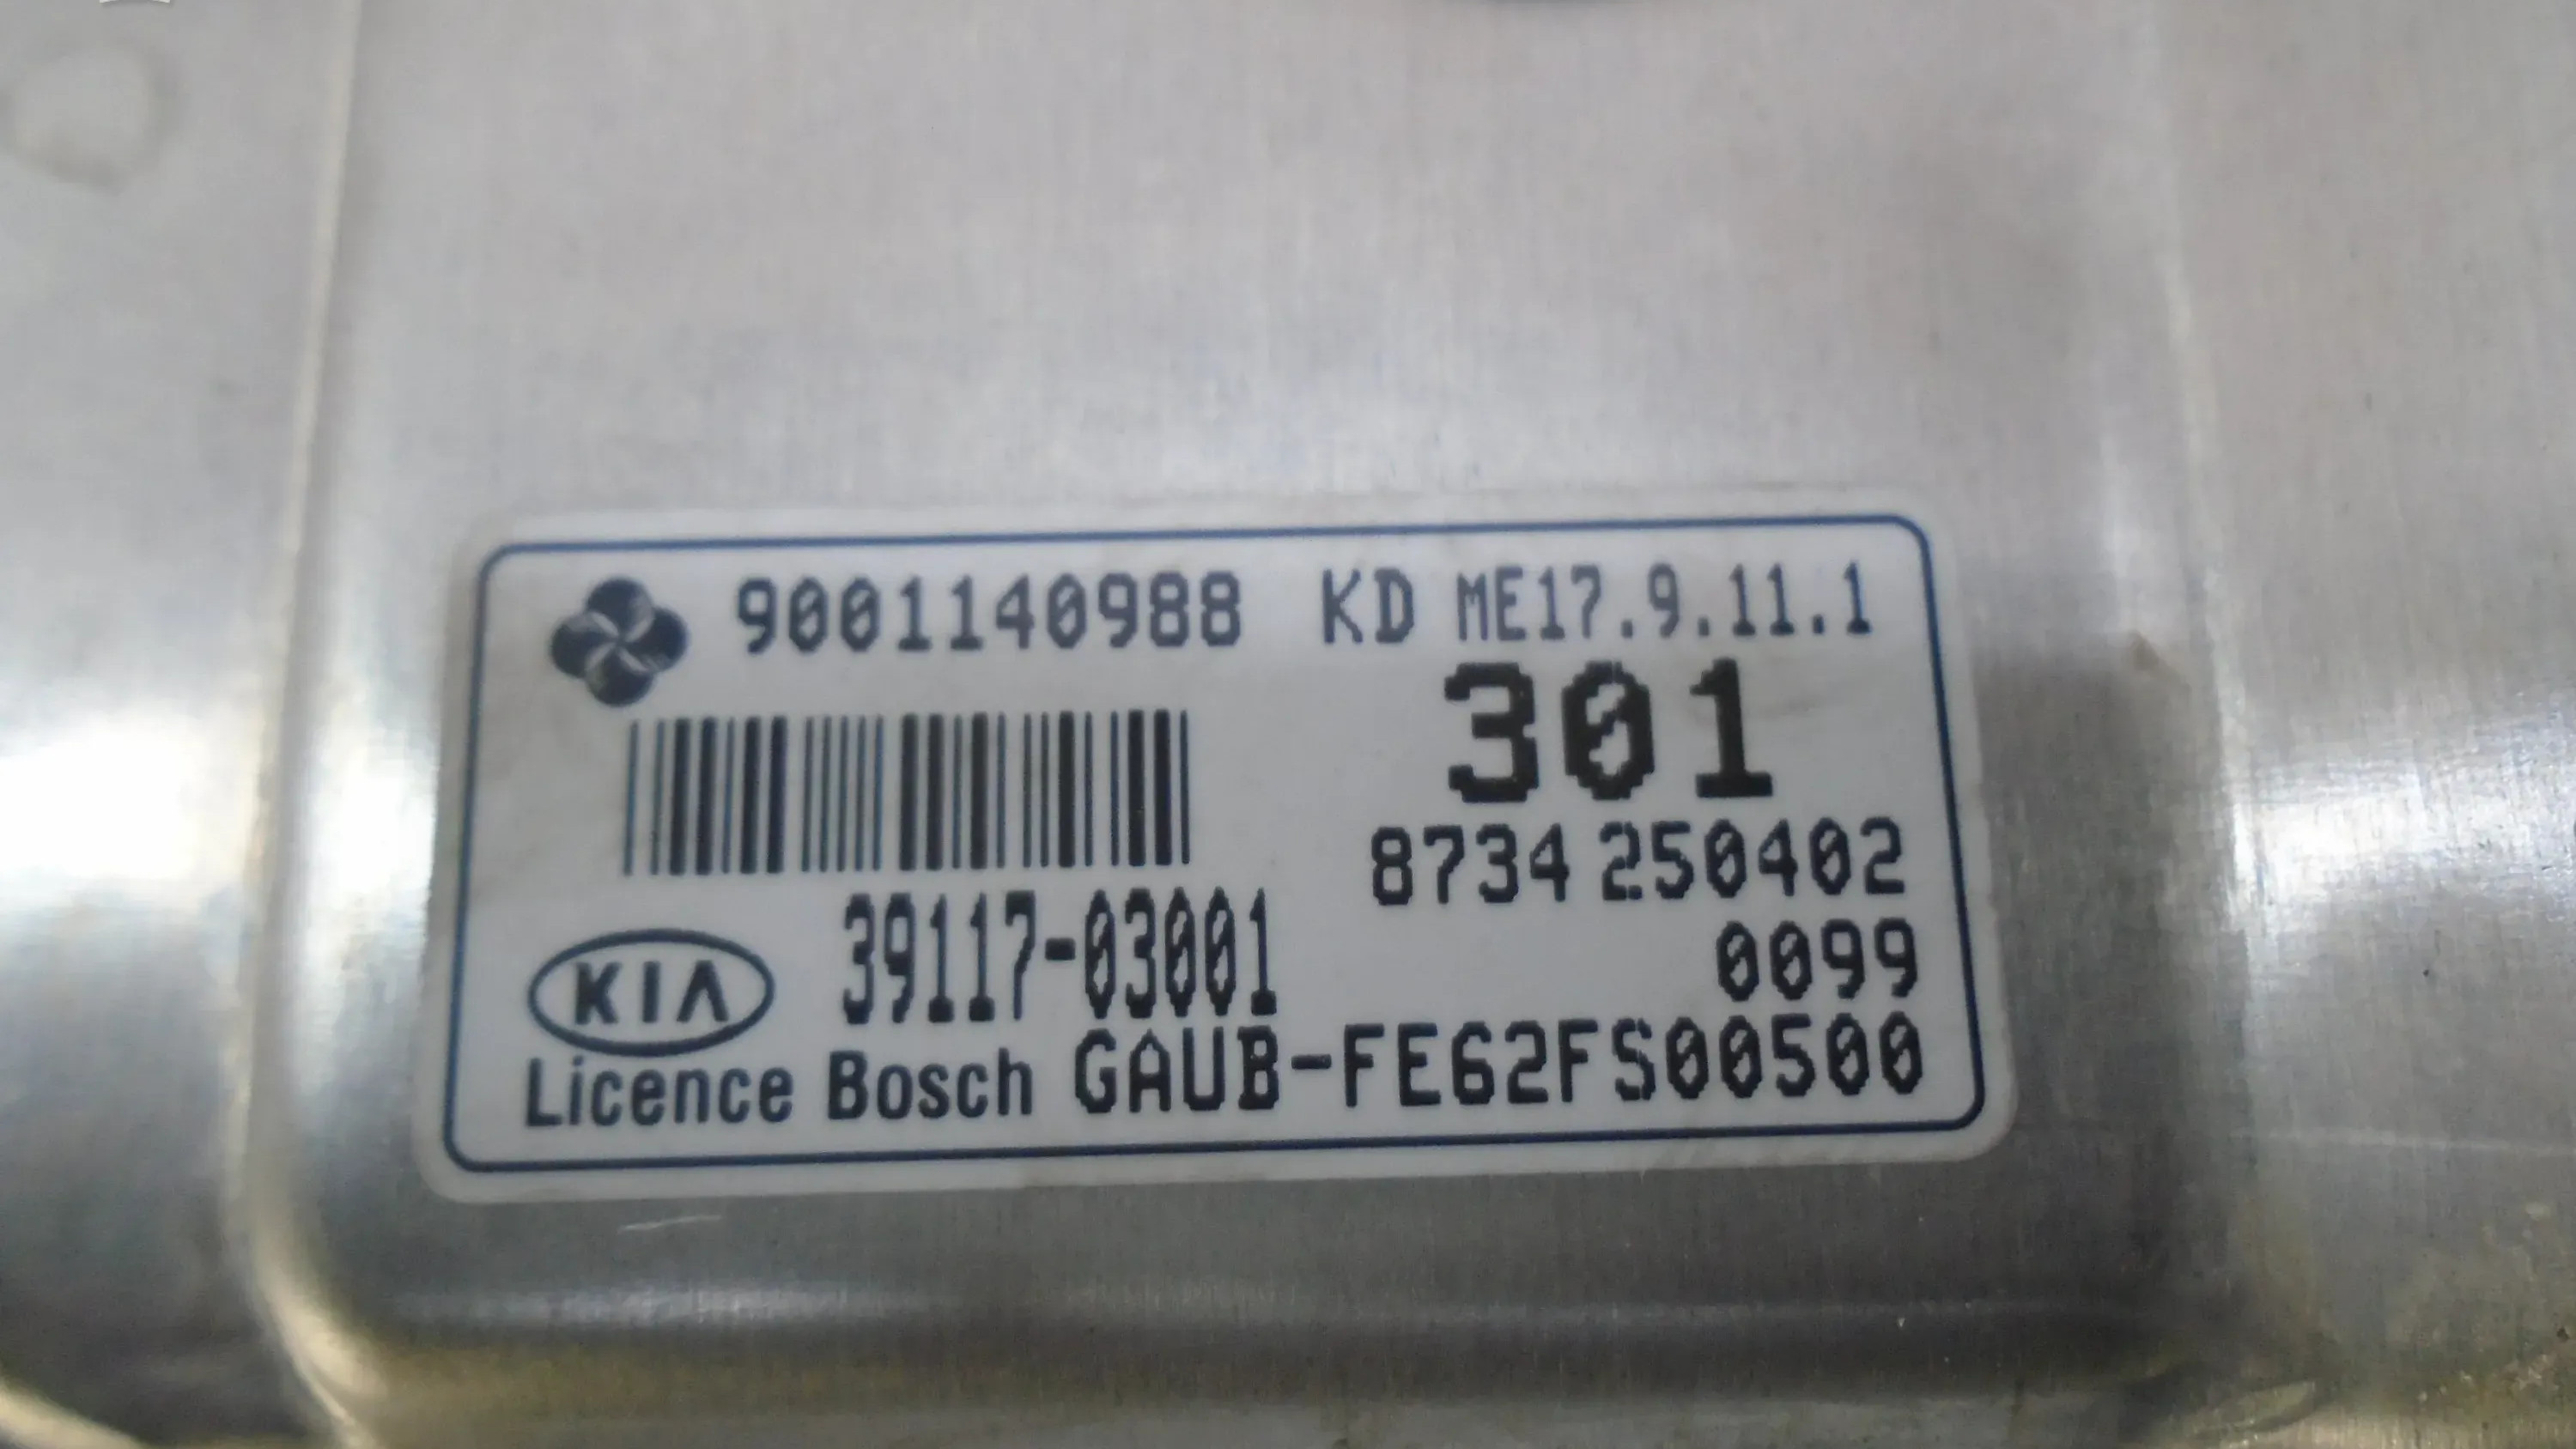 9001140988 KD ME17.9.11.1
301
8734 250402
39117-03001
0099
KIA
Licence Bosch GAUB-FE62FS00500